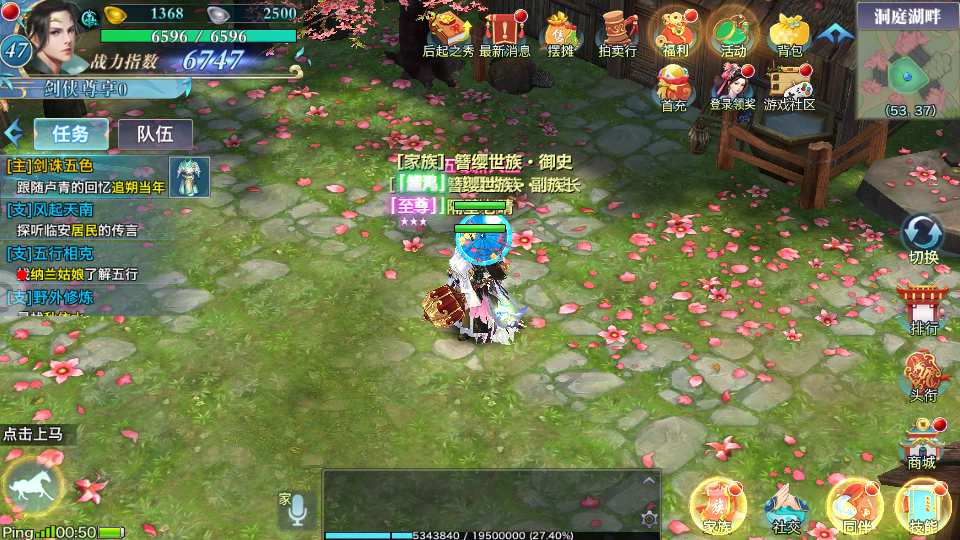 1368
2500
6596 / 6596
47
战力指数 6747
剑侠尊享0
任务
队伍
[主]剑诛五色
跟随卢青的回忆追朔当年
[支]风起天南
探听临安居民的传言
[支]五行相克
找纳兰姑娘了解五行
[支]野外修炼
后起之秀
最新消息
摆摊
拍卖行
福利
活动
背包
首充
登录领奖
游戏社区
洞庭湖畔
(53, 37)
[家族] 簪缨世族·御史
簪缨世族·副族长
[至尊]
切换
排行
头衔
商城
点击上马
Ping
00:50
家
5343840 / 19500000 (27.40%)
家族
社交
同伴
技能